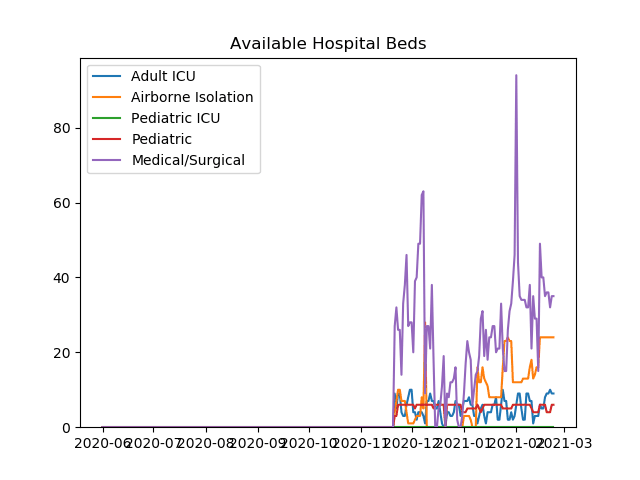 Available Hospital Beds
Adult ICU
Airborne Isolation
Pediatric ICU
Pediatric
Medical/Surgical
80
60
40
20
0
2020-06 2020-07 2020-08 2020-09 2020-10 2020-11 2020-12 2021-01 2021-02 2021-03